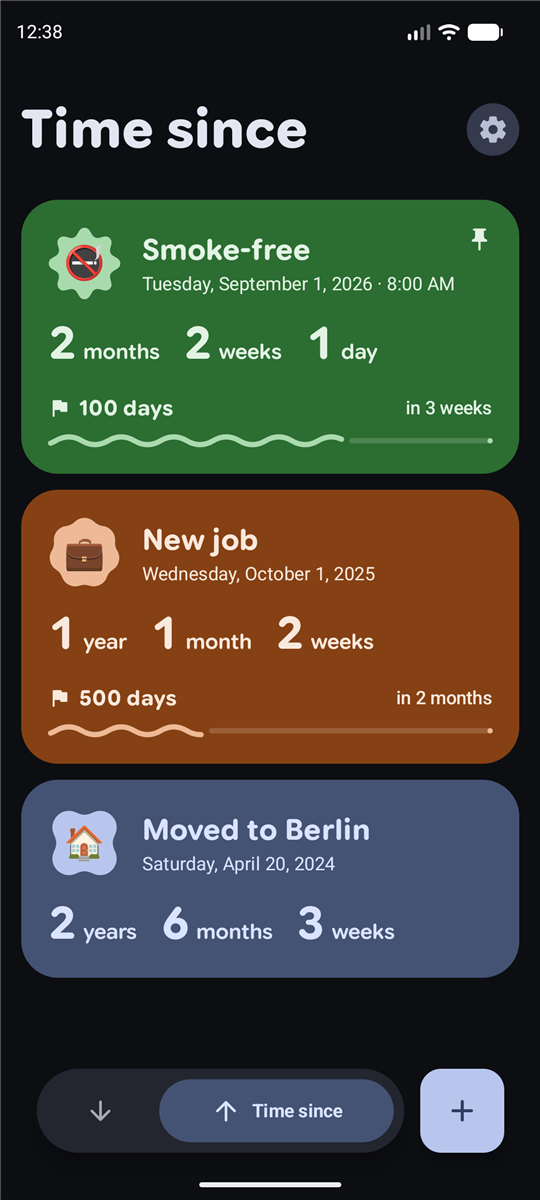 12:38
Time since
Smoke-free
Tuesday, September 1, 2026 · 8:00 AM
2 months 2 weeks 1 day
100 days in 3 weeks
New job
Wednesday, October 1, 2025
1 year 1 month 2 weeks
500 days in 2 months
Moved to Berlin
Saturday, April 20, 2024
2 years 6 months 3 weeks
Time since